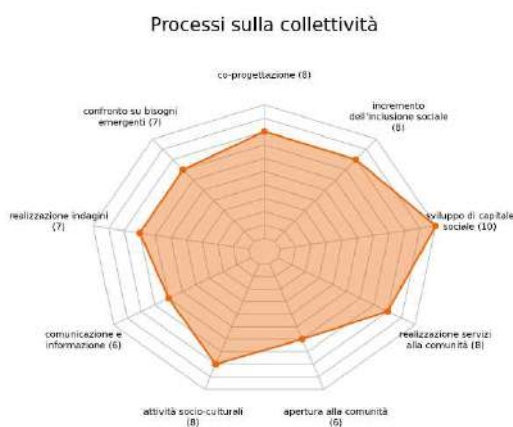 Processi sulla collettività
co-progettazione (8)
incremento
dell'inclusione sociale
(8)
sviluppo di capitale
sociale (10)
realizzazione servizi
alla comunità (8)
apertura alla comunità
(6)
attività socio-culturali
(8)
comunicazione e
informazione (6)
realizzazione indagini
(7)
confronto su bisogni
emergenti (7)